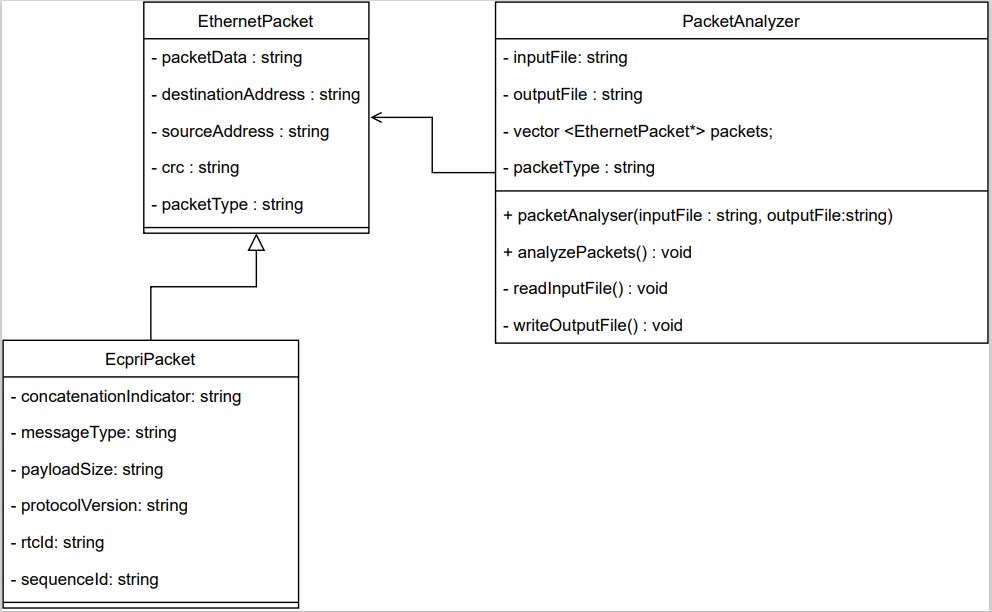 EthernetPacket
- packetData : string
- destinationAddress : string
- sourceAddress : string
- crc : string
- packetType : string
PacketAnalyzer
- inputFile: string
- outputFile : string
- vector <EthernetPacket*> packets;
- packetType : string
+ packetAnalyser(inputFile : string, outputFile:string)
+ analyzePackets() : void
- readInputFile() : void
- writeOutputFile() : void
EcpriPacket
- concatenationIndicator: string
- messageType: string
- payloadSize: string
- protocolVersion: string
- rtcId: string
- sequenceId: string